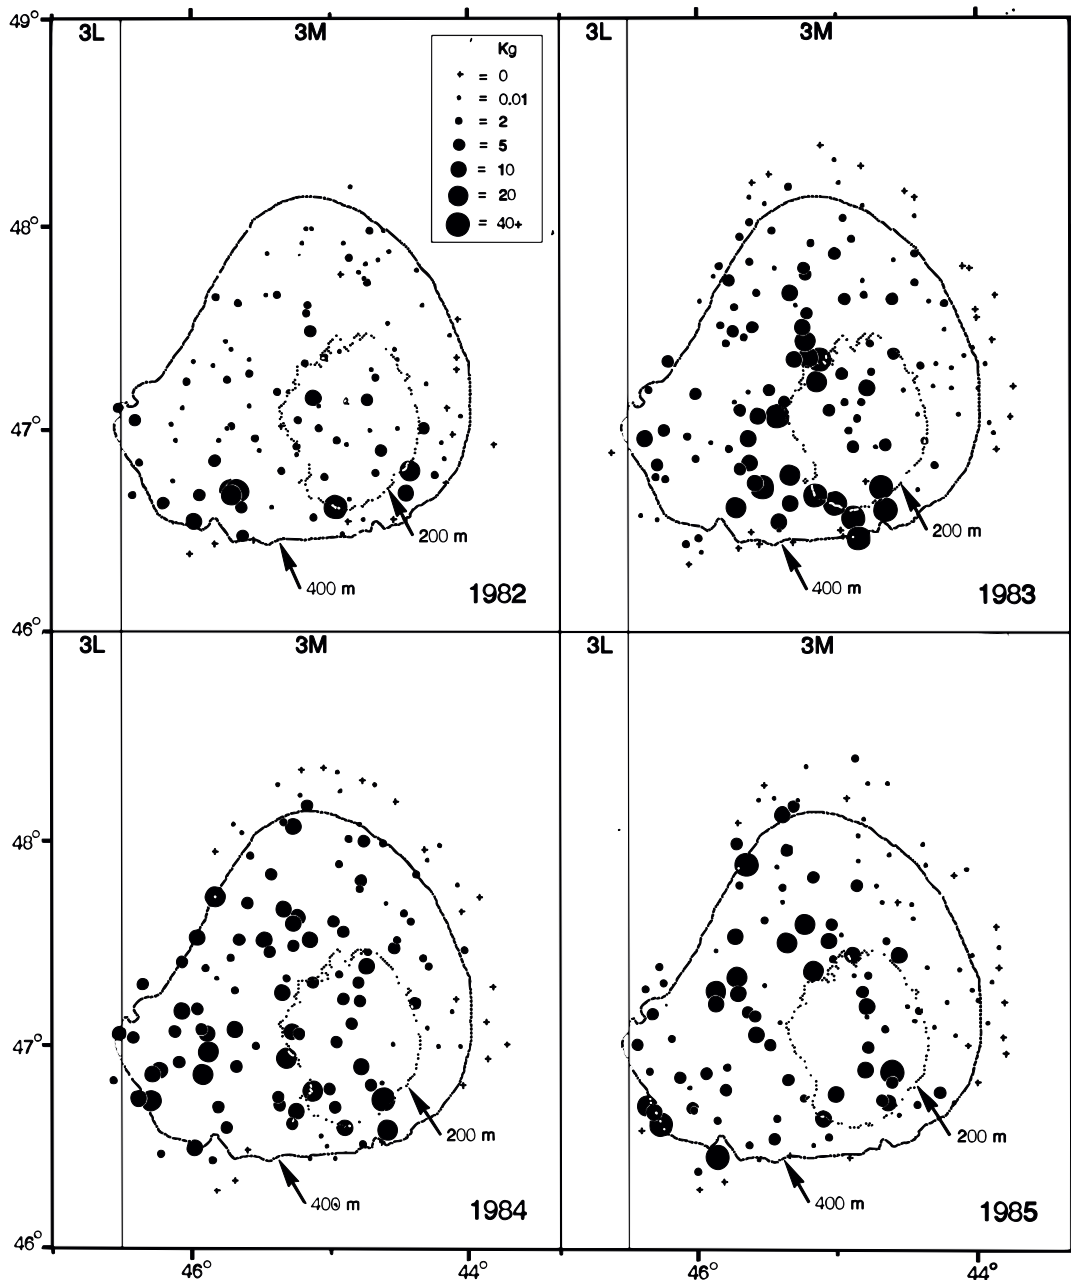 49° 3L 3M 3L 3M
Kg
+ = 0
= 0.01
= 2
= 5
= 10
= 20
= 40+
48°
47°
200 m 200 m
400 m 400 m
1982 1983
46°
3L 3M 3L 3M
48°
47°
200 m 200 m
400 m 400 m
1984 1985
46°
46° 44° 46° 44°